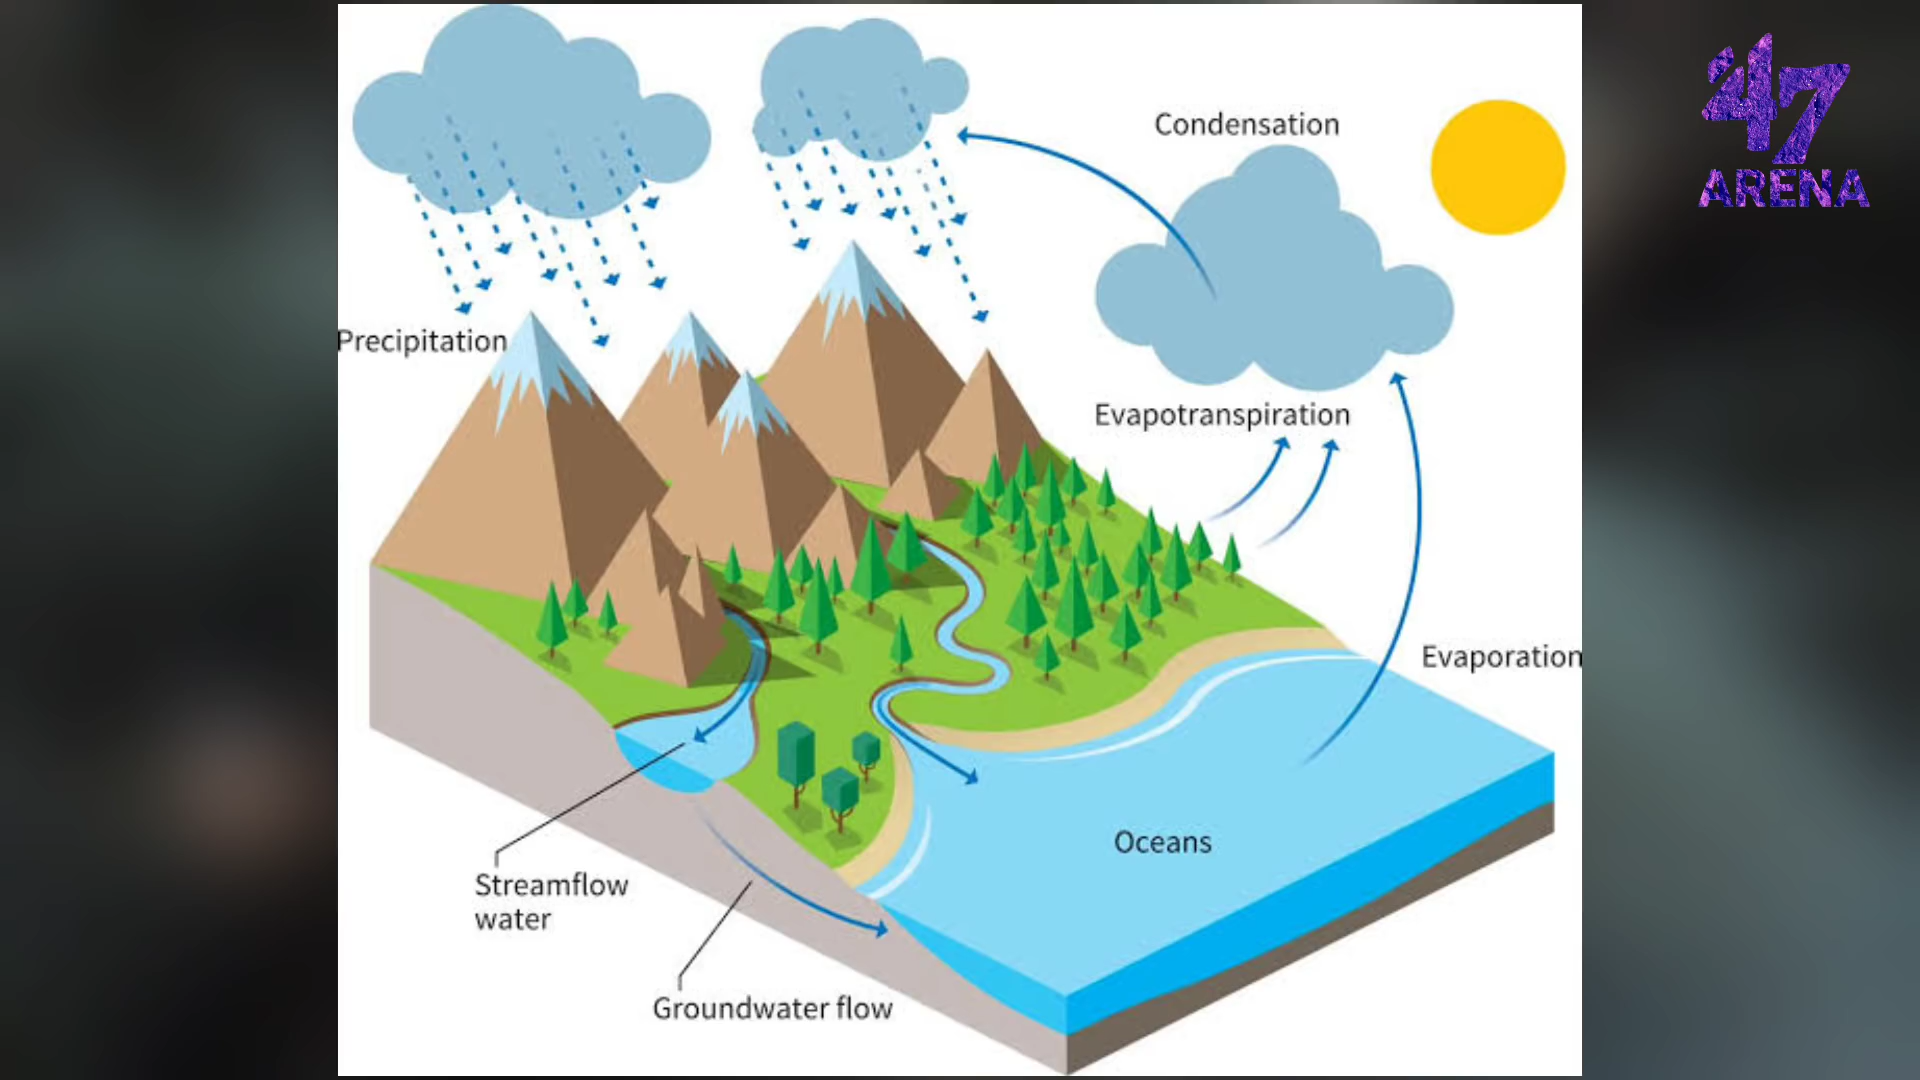 47
ARENA
Condensation
Precipitation
Evapotranspiration
Evaporation
Oceans
Streamflow
water
Groundwater flow